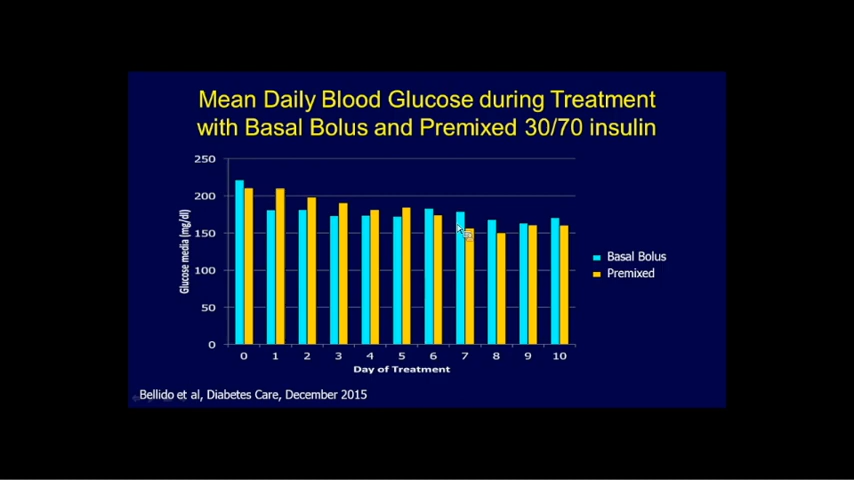 Mean Daily Blood Glucose during Treatment
with Basal Bolus and Premixed 30/70 insulin
250
200
150
100
50
0
Glucose media (mg/dl)
0 1 2 3 4 5 6 7 8 9 10
Day of Treatment
Basal Bolus
Premixed
Bellido et al, Diabetes Care, December 2015